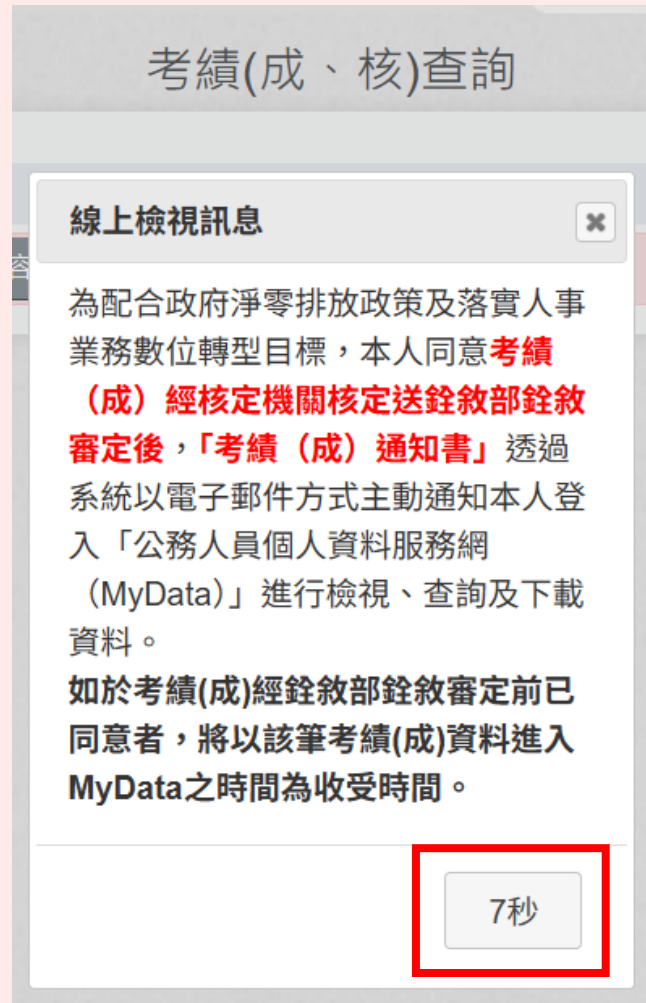 考績(成、核)查詢
線上檢視訊息
容
為配合政府淨零排放政策及落實人事
業務數位轉型目標，本人同意考績
（成）經核定機關核定送銓敘部銓敘
審定後，「考績（成）通知書」透過
系統以電子郵件方式主動通知本人登
入「公務人員個人資料服務網
（MyData）」進行檢視、查詢及下載
資料。
如於考績(成)經銓敘部銓敘審定前已
同意者，將以該筆考績(成)資料進入
MyData之時間為收受時間。
7秒